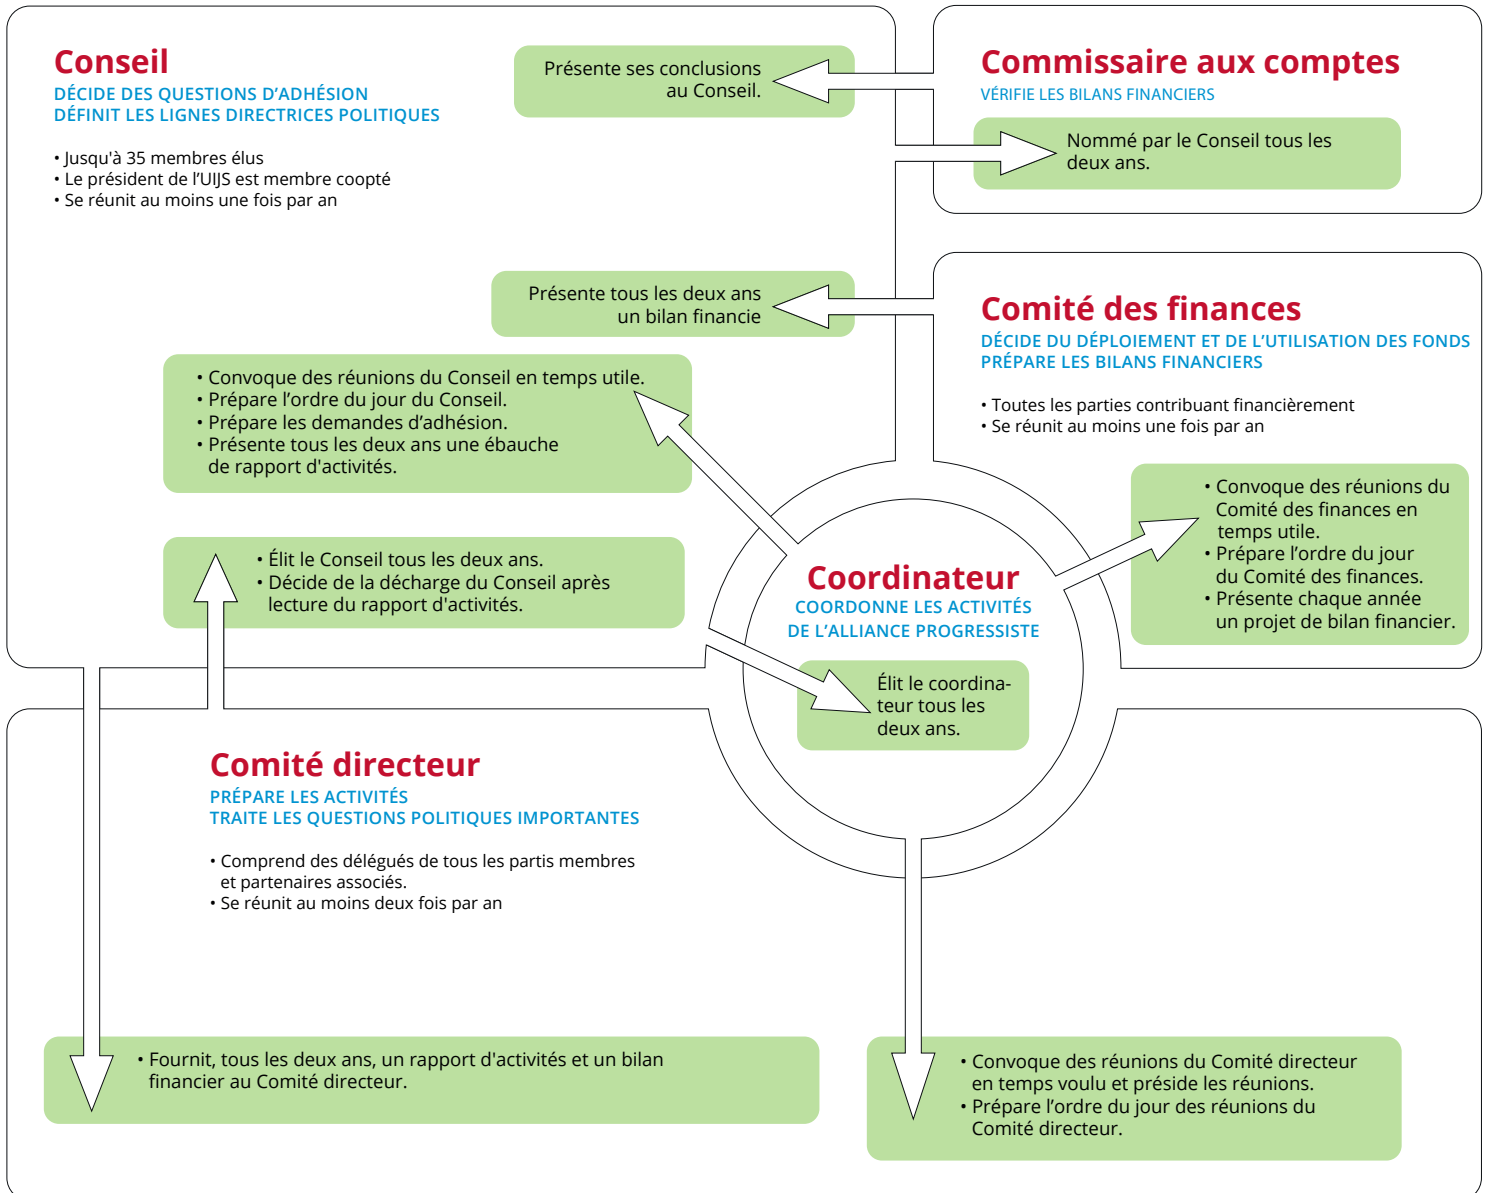 Conseil
DÉCIDE DES QUESTIONS D’ADHÉSION
DÉFINIT LES LIGNES DIRECTRICES POLITIQUES
• Jusqu'à 35 membres élus
• Le président de l’UIJS est membre coopté
• Se réunit au moins une fois par an
Présente ses conclusions
au Conseil.
Commissaire aux comptes
VÉRIFIE LES BILANS FINANCIERS
Nommé par le Conseil tous les
deux ans.
Présente tous les deux ans
un bilan financie
Comité des finances
DÉCIDE DU DÉPLOIEMENT ET DE L’UTILISATION DES FONDS
PRÉPARE LES BILANS FINANCIERS
• Toutes les parties contribuant financièrement
• Se réunit au moins une fois par an
• Convoque des réunions du Conseil en temps utile.
• Prépare l’ordre du jour du Conseil.
• Prépare les demandes d’adhésion.
• Présente tous les deux ans une ébauche
de rapport d'activités.
• Convoque des réunions du
Comité des finances en
temps utile.
• Prépare l’ordre du jour
du Comité des finances.
• Présente chaque année
un projet de bilan financier.
• Élit le Conseil tous les deux ans.
• Décide de la décharge du Conseil après
lecture du rapport d'activités.
Coordinateur
COORDONNE LES ACTIVITÉS
DE L’ALLIANCE PROGRESSISTE
Élit le coordina-
teur tous les
deux ans.
Comité directeur
PRÉPARE LES ACTIVITÉS
TRAITE LES QUESTIONS POLITIQUES IMPORTANTES
• Comprend des délégués de tous les partis membres
et partenaires associés.
• Se réunit au moins deux fois par an
• Fournit, tous les deux ans, un rapport d'activités et un bilan
financier au Comité directeur.
• Convoque des réunions du Comité directeur
en temps voulu et préside les réunions.
• Prépare l’ordre du jour des réunions du
Comité directeur.